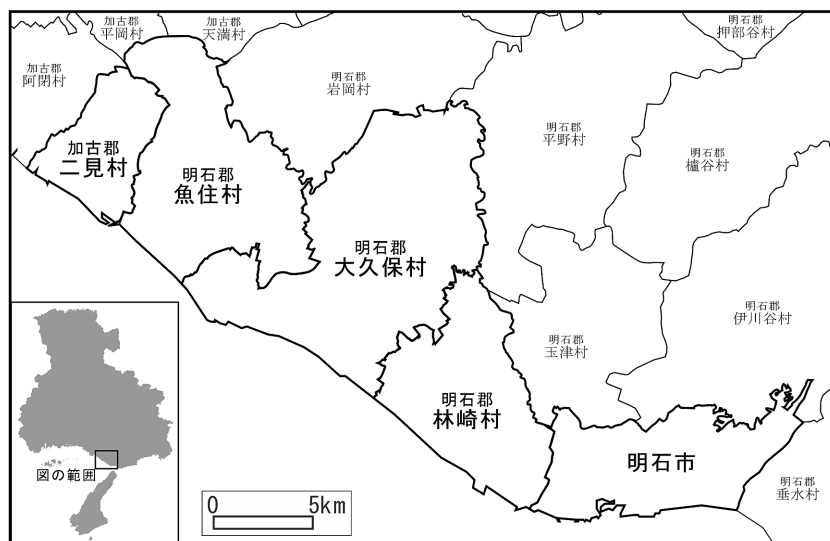 加古郡
平岡村
加古郡
天満村
明石郡
押部谷村
加古郡
阿閉村
明石郡
岩岡村
明石郡
平野村
加古郡
二見村
明石郡
魚住村
明石郡
櫨谷村
明石郡
大久保村
明石郡
伊川谷村
明石郡
玉津村
明石郡
林崎村
明石市
明石郡
垂水村
図の範囲
0 5km